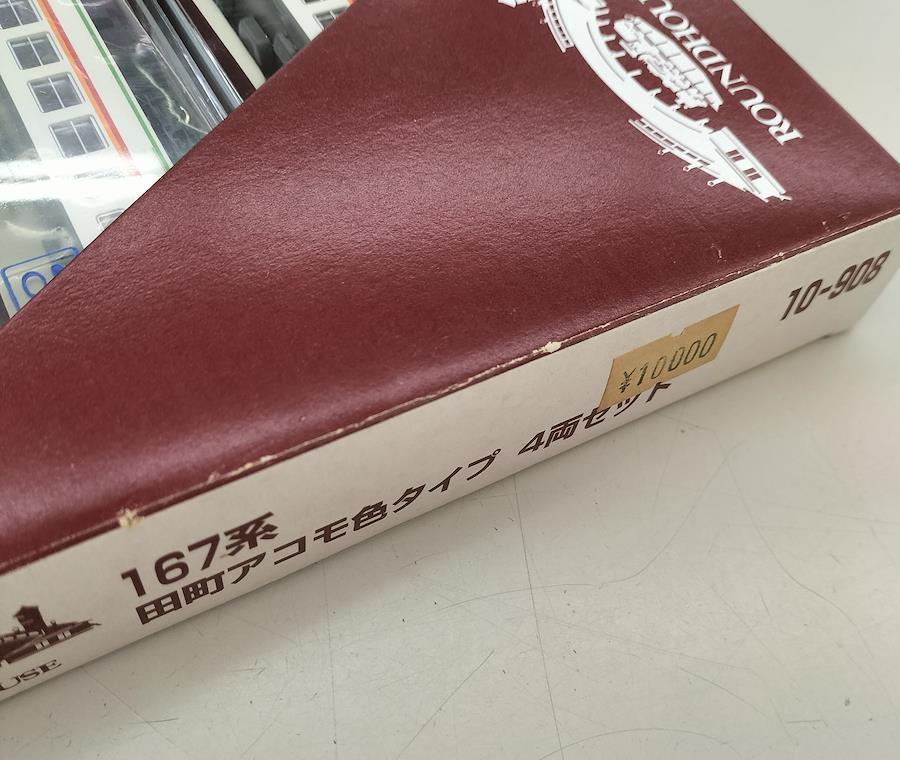 ROUNDHOU
10-908
¥10000
167系
田町アコモ色タイプ 4両セット
USE